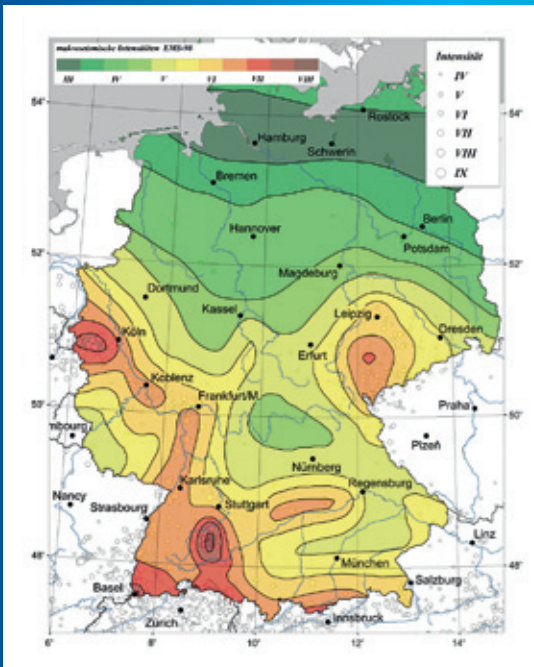 makroseismische Intensitäten EMS-98
III IV V VI VII VIII
Intensität
IV
V
VI
VII
VIII
IX
54°
54°
Rostock
Hamburg
Schwerin
Bremen
Berlin
Hannover
Potsdam
52°
52°
Magdeburg
Dortmund
Kassel
Leipzig
Dresden
Köln
Erfurt
Koblenz
Frankfurt/M.
Praha
50°
50°
mbourg
Plzeň
Nürnberg
Karlsruhe
Regensburg
Nancy
Strasbourg
Stuttgart
Linz
48°
48°
München
Basel
Salzburg
Zürich
Innsbruck
6° 8° 10° 12° 14°